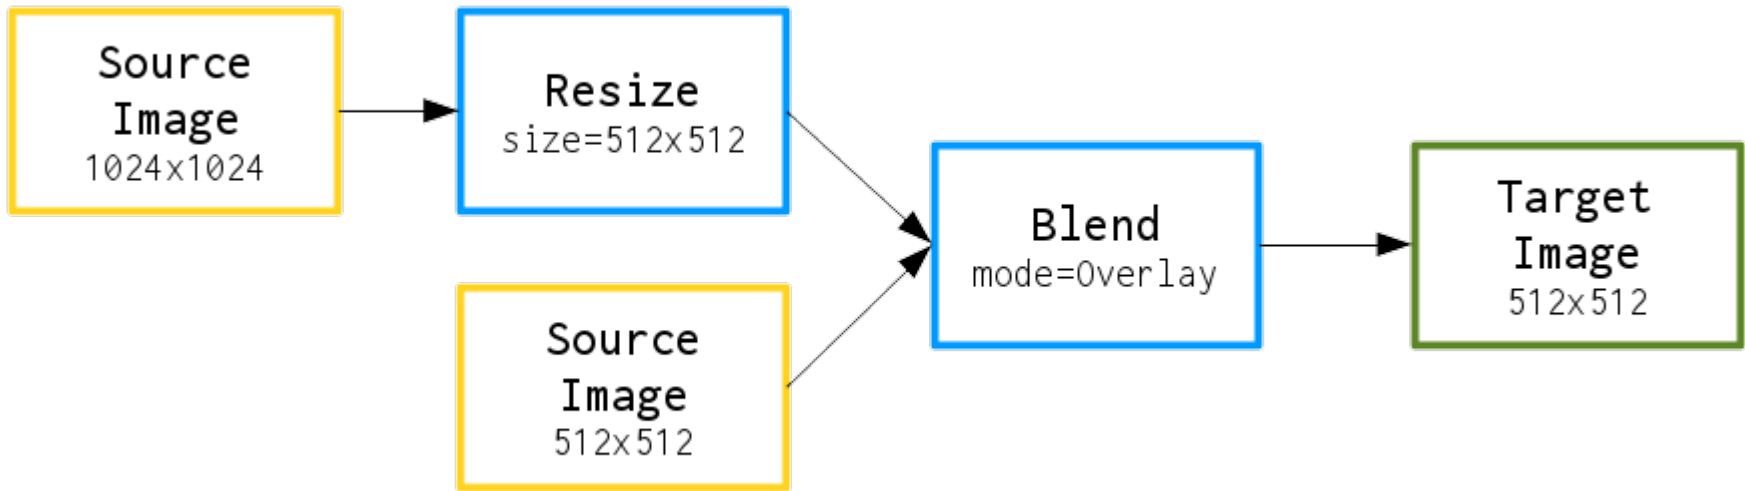 Source
Image
1024x1024
Resize
size=512x512
Source
Image
512x512
Blend
mode=Overlay
Target
Image
512x512